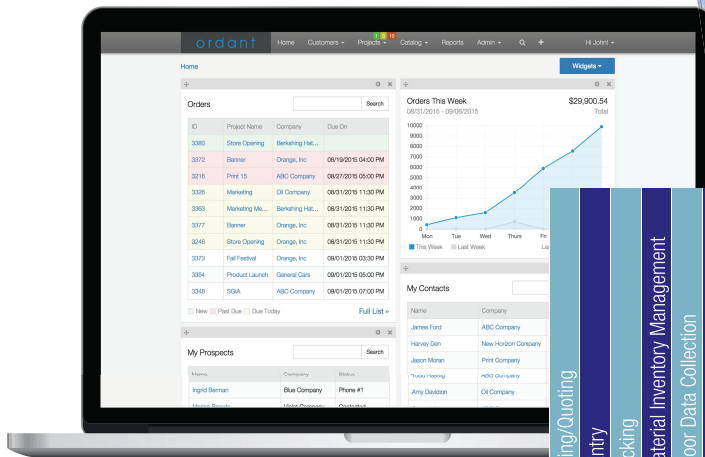 ordant Home Customers Projects 1 8 10 Catalog Reports Admin Hi John!
Home Widgets
Orders Search
ID Project Name Company Due On
3380 Store Opening Berkshing Hat...
3372 Banner Orange, Inc 08/19/2015 04:00 PM
3216 Print 15 ABC Company 08/27/2015 05:00 PM
3326 Marketing Oil Company 08/31/2015 11:30 PM
3363 Marketing Me... Berkshing Hat... 08/31/2015 11:30 PM
3377 Banner Orange, Inc 08/31/2015 11:30 PM
3246 Store Opening Orange, Inc 08/31/2015 11:30 PM
3373 Fall Festival Orange, Inc 09/01/2015 03:30 PM
3354 Product Launch General Cars 09/01/2015 05:00 PM
3348 SGIA ABC Company 09/01/2015 07:00 PM
New Past Due Due Today Full List »
My Prospects Search
Name Company Status
Ingrid Berman Blue Company Phone #1
Violet Company Contacted
Orders This Week $29,900.54
08/31/2015 - 09/06/2015 Total
10000
9000
8000
7000
6000
5000
4000
3000
2000
1000
0
Mon Tue Wed Thurs Fri
This Week Last Week
My Contacts
Name Company
James Ford ABC Company
Harvey Den New Horizon Company
Jason Moran Print Company
ABC Company
Amy Davidson Oil Company
ing/Quoting
ntry
cking
aterial Inventory Management
oor Data Collection